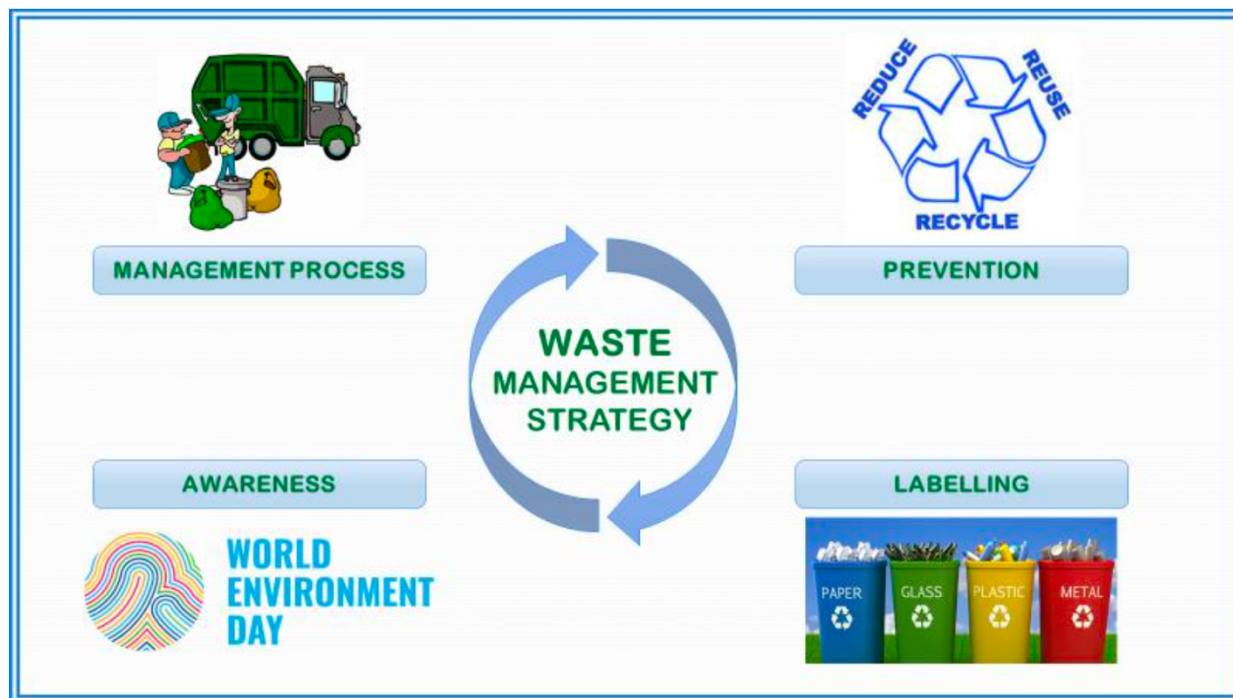 REDUCE
REUSE
RECYCLE
MANAGEMENT PROCESS
PREVENTION
WASTE
MANAGEMENT
STRATEGY
AWARENESS
LABELLING
WORLD
ENVIRONMENT
DAY
PAPER
GLASS
PLASTIC
METAL